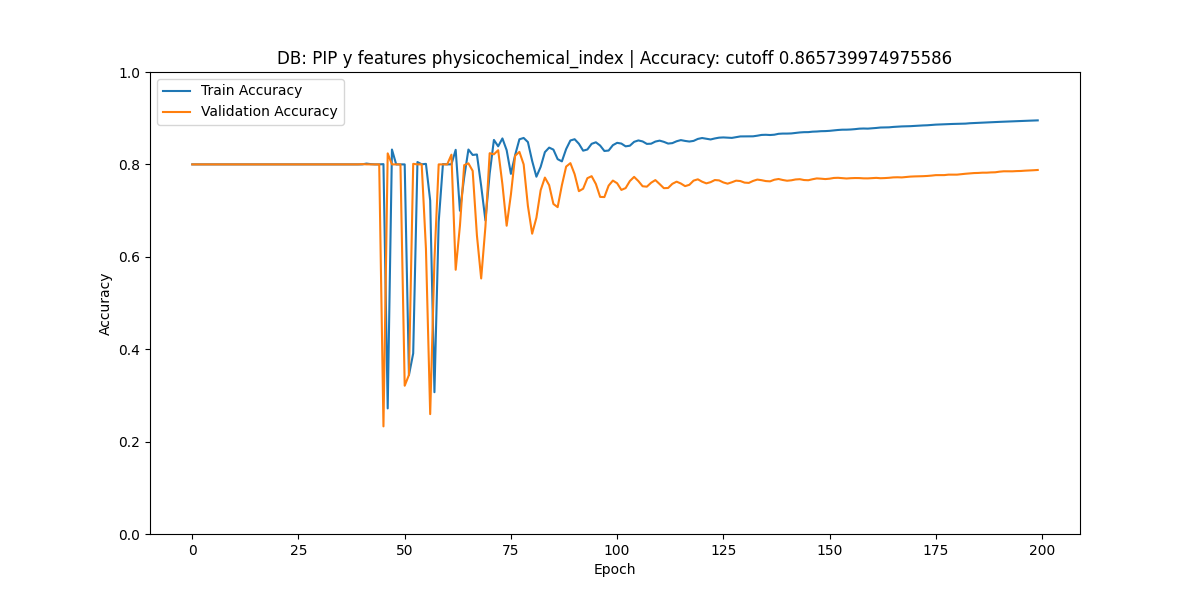 DB: PIP y features physicochemical_index | Accuracy: cutoff 0.865739974975586
Train Accuracy
Validation Accuracy
Accuracy
1.0
0.8
0.6
0.4
0.2
0.0
0 25 50 75 100 125 150 175 200
Epoch